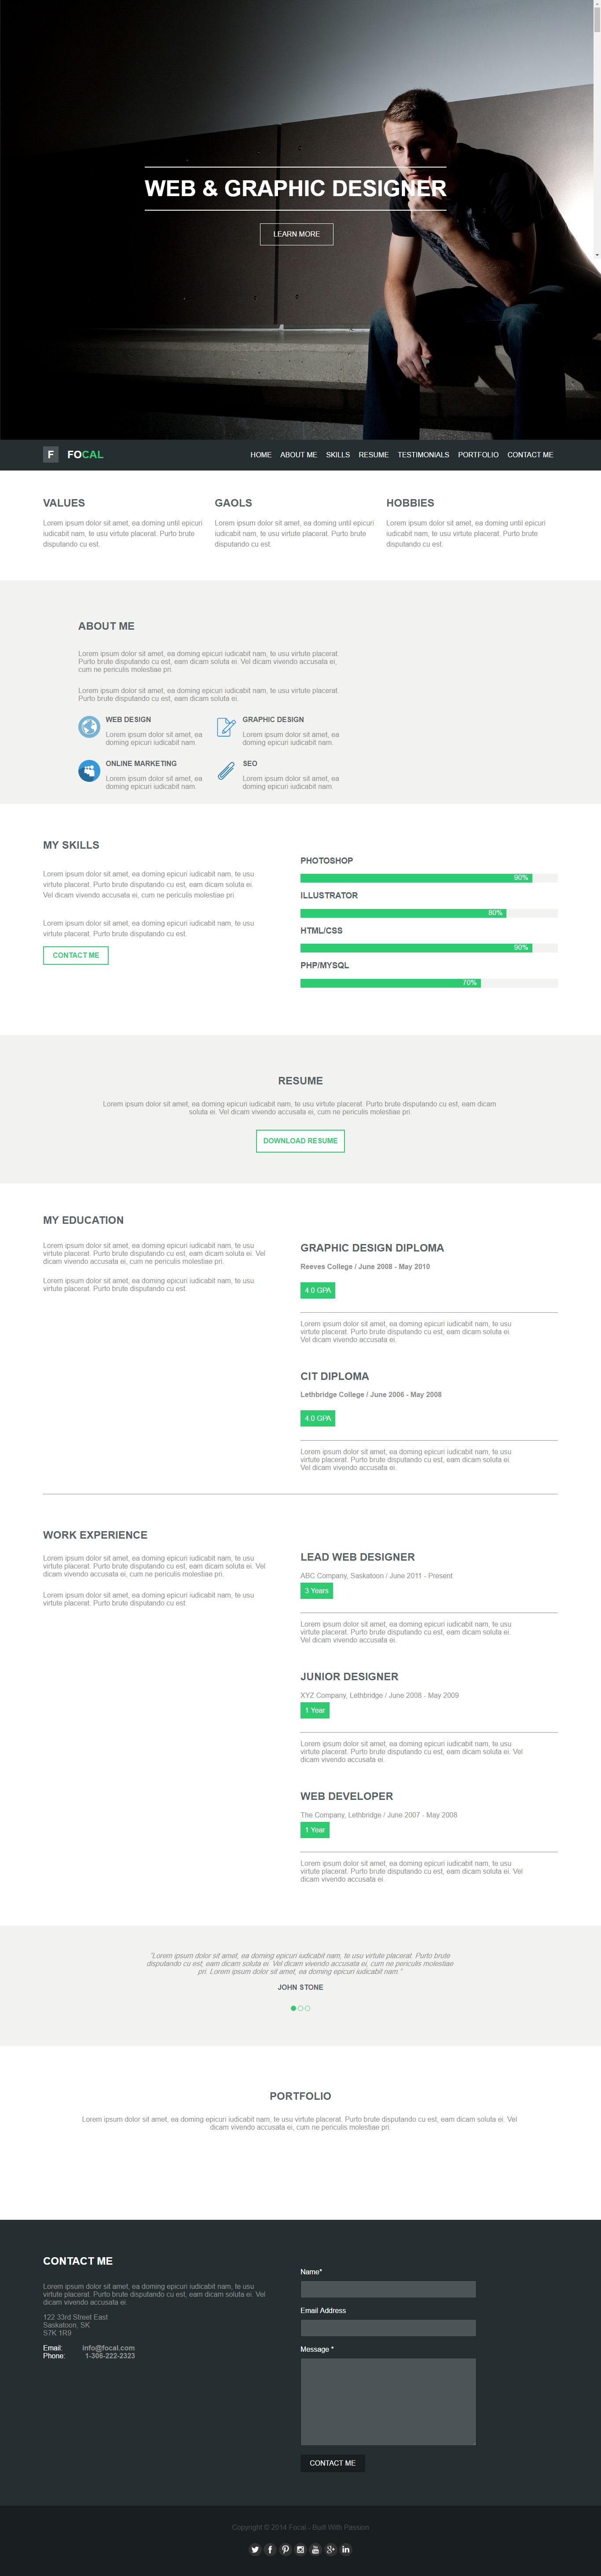 WEB & GRAPHIC DESIGNER
LEARN MORE
F FOCAL
HOME ABOUT ME SKILLS RESUME TESTIMONIALS PORTFOLIO CONTACT ME
VALUES
Lorem ipsum dolor sit amet, ea doming until epicuri
iudicabit nam, te usu virtute placerat. Purto brute
disputando cu est.
GAOLS
Lorem ipsum dolor sit amet, ea doming until epicuri
iudicabit nam, te usu virtute placerat. Purto brute
disputando cu est.
HOBBIES
Lorem ipsum dolor sit amet, ea doming until epicuri
iudicabit nam, te usu virtute placerat. Purto brute
disputando cu est.
ABOUT ME
Lorem ipsum dolor sit amet, ea doming epicuri iudicabit nam, te usu virtute placerat.
Purto brute disputando cu est, eam dicam soluta ei. Vel dicam vivendo accusata ei,
cum ne periculis molestiae pri.
Lorem ipsum dolor sit amet, ea doming epicuri iudicabit nam, te usu virtute placerat.
Purto brute disputando cu est, eam dicam soluta ei.
WEB DESIGN
Lorem ipsum dolor sit amet, ea
doming epicuri iudicabit nam.
GRAPHIC DESIGN
Lorem ipsum dolor sit amet, ea
doming epicuri iudicabit nam.
ONLINE MARKETING
Lorem ipsum dolor sit amet, ea
doming epicuri iudicabit nam.
SEO
Lorem ipsum dolor sit amet, ea
doming epicuri iudicabit nam.
MY SKILLS
Lorem ipsum dolor sit amet, ea doming epicuri iudicabit nam, te usu
virtute placerat. Purto brute disputando cu est, eam dicam soluta ei.
Vel dicam vivendo accusata ei, cum ne periculis molestiae pri.
Lorem ipsum dolor sit amet, ea doming epicuri iudicabit nam, te usu
virtute placerat. Purto brute disputando cu est.
CONTACT ME
PHOTOSHOP
90%
ILLUSTRATOR
80%
HTML/CSS
90%
PHP/MYSQL
70%
RESUME
Lorem ipsum dolor sit amet, ea doming epicuri iudicabit nam, te usu virtute placerat. Purto brute disputando cu est, eam dicam
soluta ei. Vel dicam vivendo accusata ei, cum ne periculis molestiae pri.
DOWNLOAD RESUME
MY EDUCATION
Lorem ipsum dolor sit amet, ea doming epicuri iudicabit nam, te usu
virtute placerat. Purto brute disputando cu est, eam dicam soluta ei. Vel
dicam vivendo accusata ei, cum ne periculis molestiae pri.
Lorem ipsum dolor sit amet, ea doming epicuri iudicabit nam, te usu
virtute placerat. Purto brute disputando cu est.
GRAPHIC DESIGN DIPLOMA
Reeves College / June 2008 - May 2010
4.0 GPA
Lorem ipsum dolor sit amet, ea doming epicuri iudicabit nam, te usu
virtute placerat. Purto brute disputando cu est, eam dicam soluta ei.
Vel dicam vivendo accusata ei.
CIT DIPLOMA
Lethbridge College / June 2006 - May 2008
4.0 GPA
Lorem ipsum dolor sit amet, ea doming epicuri iudicabit nam, te usu
virtute placerat. Purto brute disputando cu est, eam dicam soluta ei.
Vel dicam vivendo accusata ei.
WORK EXPERIENCE
Lorem ipsum dolor sit amet, ea doming epicuri iudicabit nam, te usu
virtute placerat. Purto brute disputando cu est, eam dicam soluta ei. Vel
dicam vivendo accusata ei, cum ne periculis molestiae pri.
Lorem ipsum dolor sit amet, ea doming epicuri iudicabit nam, te usu
virtute placerat. Purto brute disputando cu est.
LEAD WEB DESIGNER
ABC Company, Saskatoon / June 2011 - Present
3 Years
Lorem ipsum dolor sit amet, ea doming epicuri iudicabit nam, te usu
virtute placerat. Purto brute disputando cu est, eam dicam soluta ei.
Vel dicam vivendo accusata ei.
JUNIOR DESIGNER
XYZ Company, Lethbridge / June 2008 - May 2009
1 Year
Lorem ipsum dolor sit amet, ea doming epicuri iudicabit nam, te usu
virtute placerat. Purto brute disputando cu est, eam dicam soluta ei. Vel
dicam vivendo accusata ei.
WEB DEVELOPER
The Company, Lethbridge / June 2007 - May 2008
1 Year
Lorem ipsum dolor sit amet, ea doming epicuri iudicabit nam, te usu
virtute placerat. Purto brute disputando cu est, eam dicam soluta ei. Vel
dicam vivendo accusata ei.
"Lorem ipsum dolor sit amet, ea doming epicuri iudicabit nam, te usu virtute placerat. Purto brute
disputando cu est, eam dicam soluta ei. Vel dicam vivendo accusata ei, cum ne periculis molestiae
pri. Lorem ipsum dolor sit amet, ea doming epicuri iudicabit nam."
JOHN STONE
PORTFOLIO
Lorem ipsum dolor sit amet, ea doming epicuri iudicabit nam, te usu virtute placerat. Purto brute disputando cu est, eam dicam soluta ei. Vel
dicam vivendo accusata ei, cum ne periculis molestiae pri.
CONTACT ME
Lorem ipsum dolor sit amet, ea doming epicuri iudicabit nam, te usu
virtute placerat. Purto brute disputando cu est, eam dicam soluta ei. Vel
dicam vivendo accusata ei.
122 33rd Street East
Saskatoon, SK
S7K 1R9
Email: info@focal.com
Phone: 1-306-222-2323
Name*
Email Address
Message *
CONTACT ME
Copyright © 2014 Focal - Built With Passion